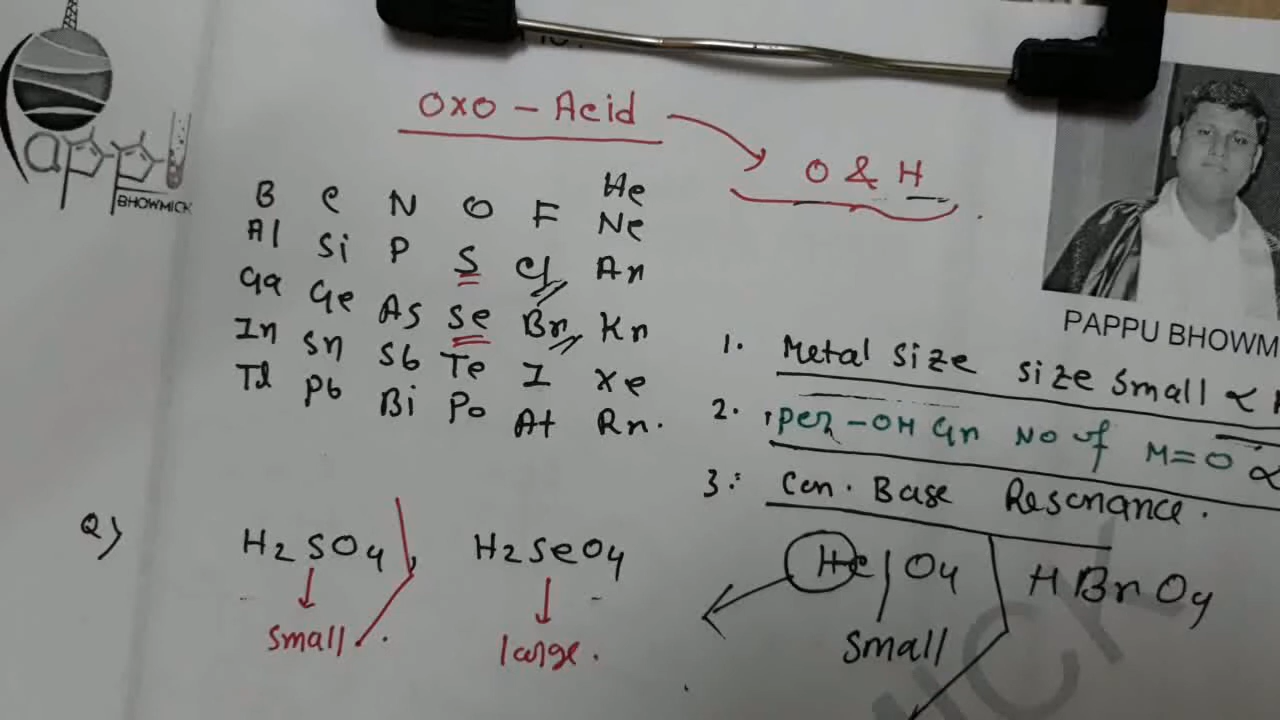 BHOWMICK
OXO - Acid
O & H
B C N O F He
Al Si P S Cl Ne
Ga Ge As Se Br Ar
In Sn Sb Te I Kr
Tl Pb Bi Po At Xe
Rn.
PAPPU BHOWM
1. Metal Size Size Small ∝
2. per -OH Gr No of M=O ∝
3. Con. Base Resonance.
Q) H2SO4, H2SeO4
HClO4 HBrO4
Small. large.
Small